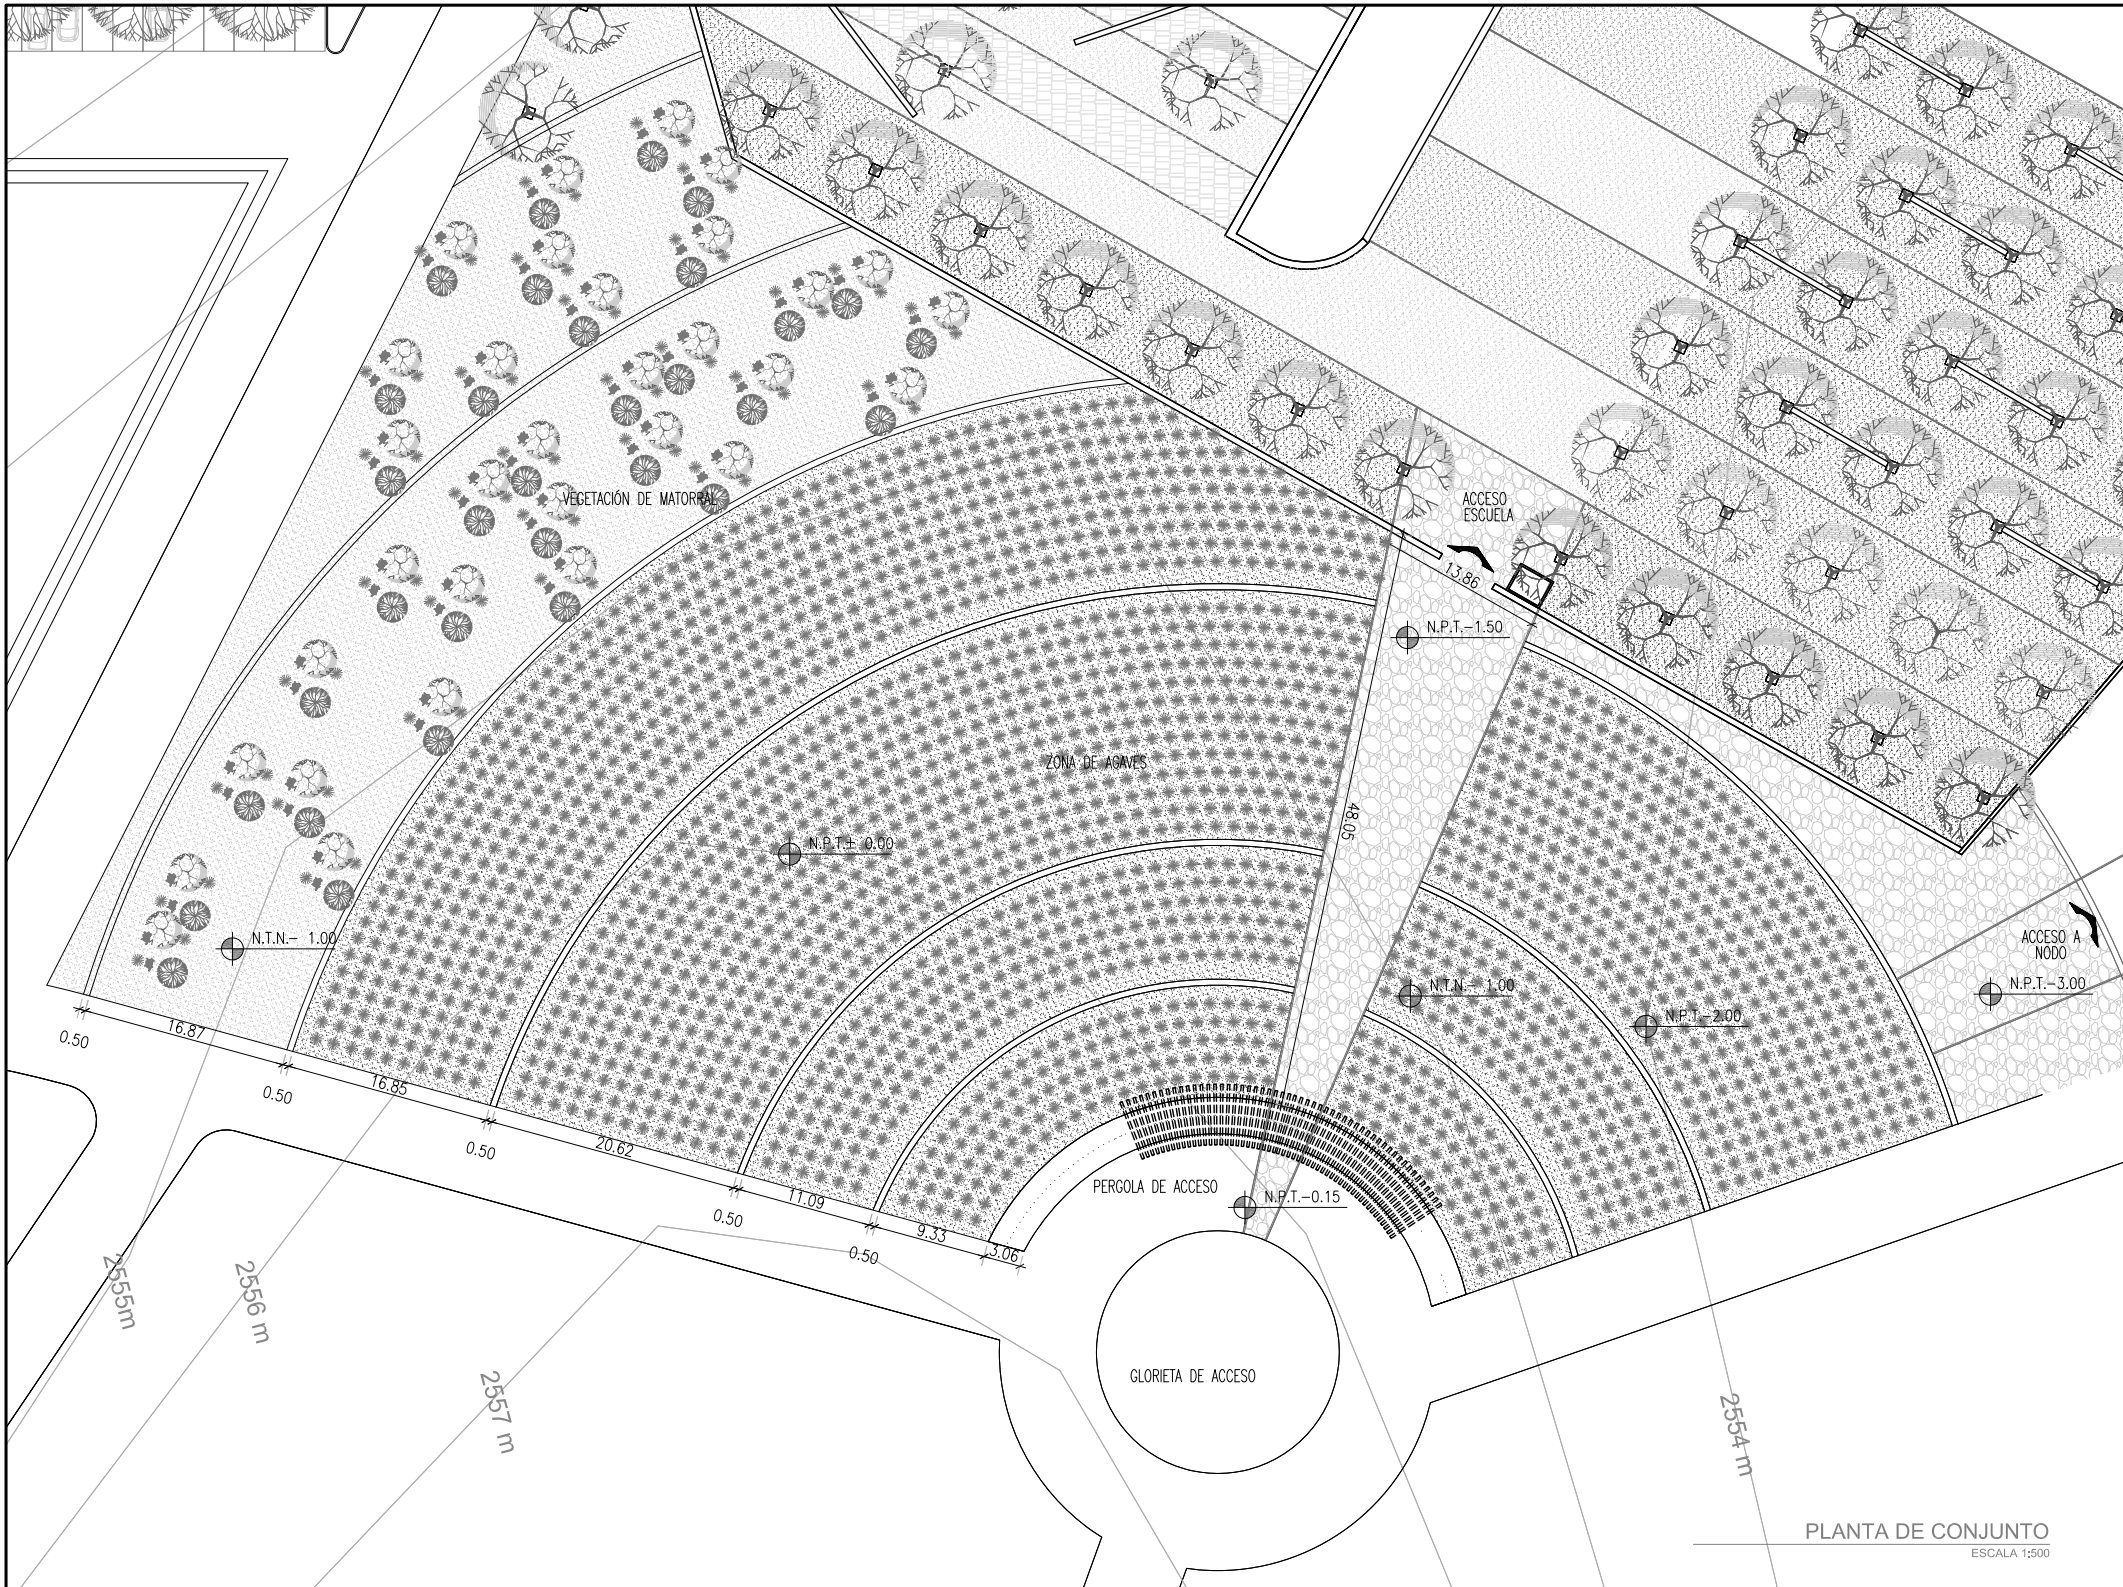 VEGETACIÓN DE MATORRAL
ACCESO
ESCUELA
13.86
N.P.T.-1.50
ZONA DE AGAVES
48.05
N.P.T.± 0.00
N.T.N.- 1.00
ACCESO A
NODO
N.P.T.-3.00
N.T.N.- 1.00
N.P.T.-2.00
0.50
16.87
0.50
16.85
0.50
20.62
0.50
11.09
0.50
9.33
3.06
PERGOLA DE ACCESO
N.P.T.-0.15
GLORIETA DE ACCESO
2555m
2556 m
2557 m
2554 m
PLANTA DE CONJUNTO
ESCALA 1:500